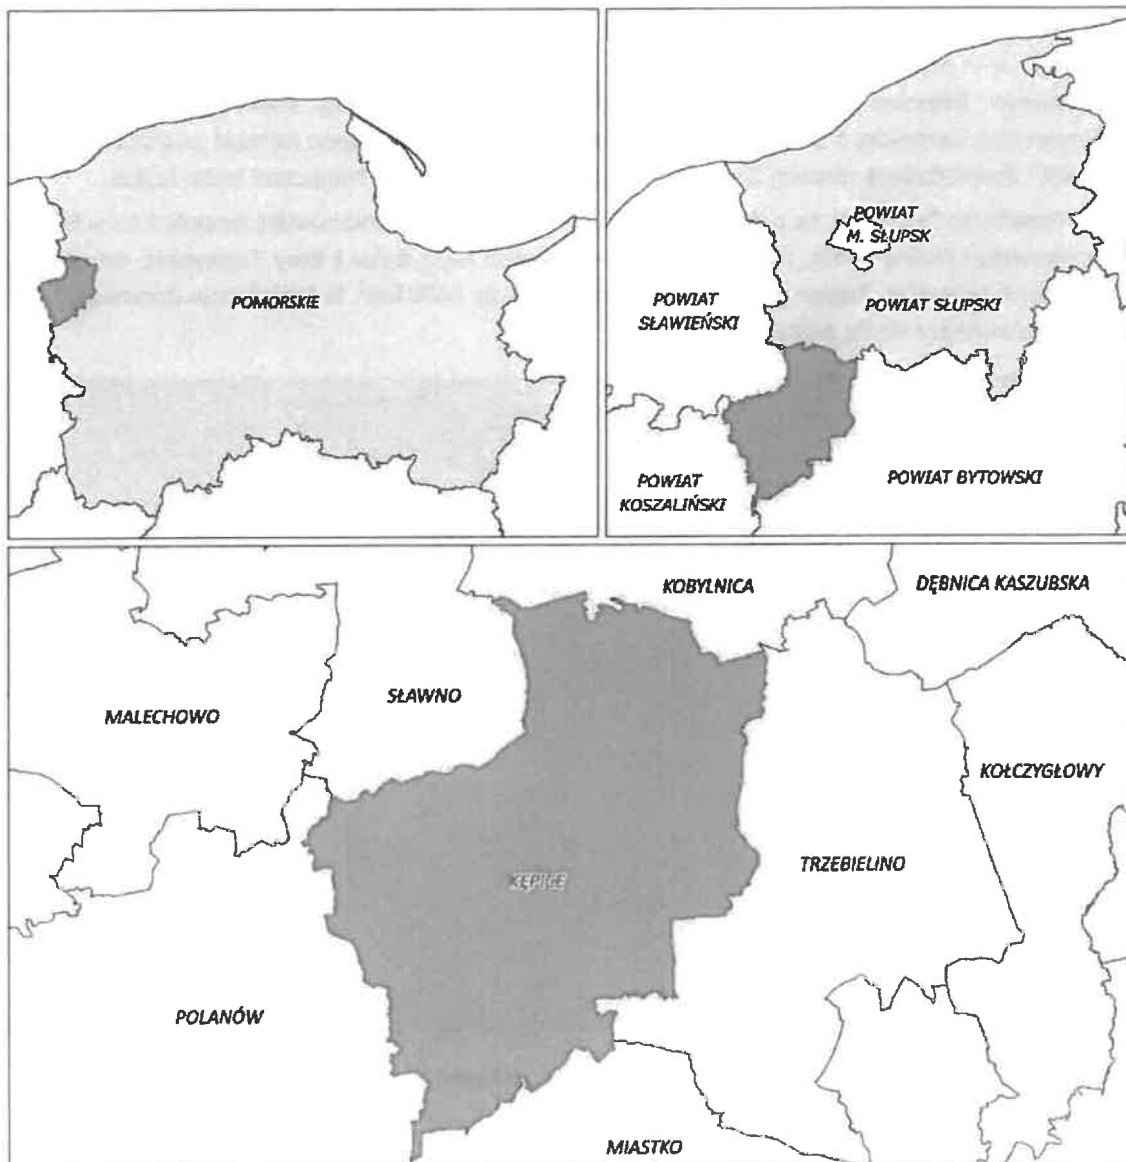 POMORSKIE
POWIAT
M. SŁUPSK
POWIAT
SŁAWIEŃSKI
POWIAT SŁUPSKI
POWIAT
KOSZALIŃSKI
POWIAT BYTOWSKI
KOBYLNICA
DĘBNICA KASZUBSKA
MALECHOWO
SŁAWNO
KOŁCZYGŁOWY
KĘPICE
TRZEBIELINO
POLANÓW
MIASTKO